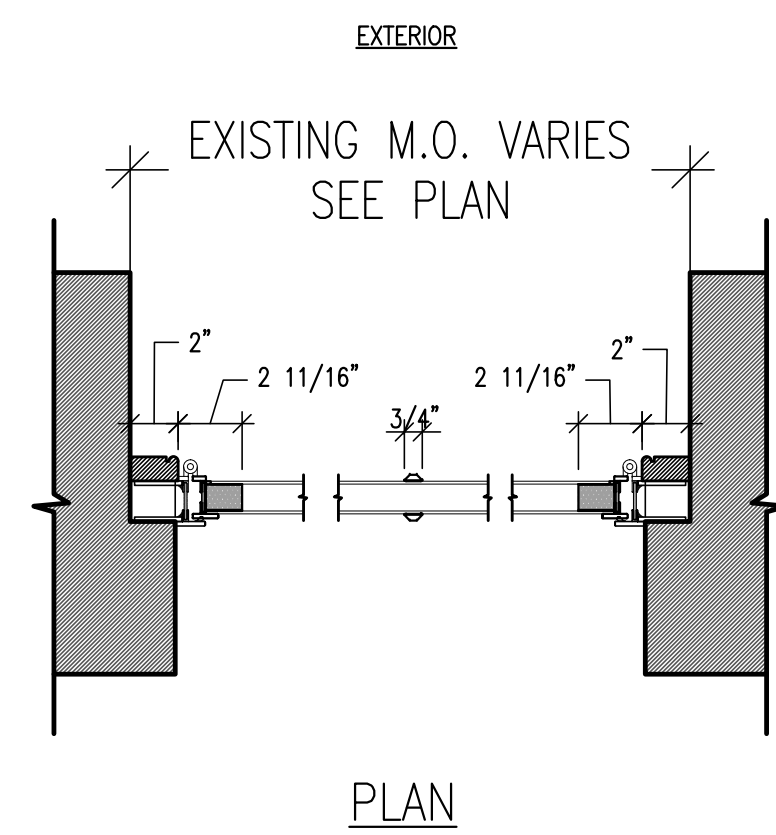 EXTERIOR
EXISTING M.O. VARIES
SEE PLAN
2" 2"
2 11/16" 2 11/16"
3/4"
PLAN